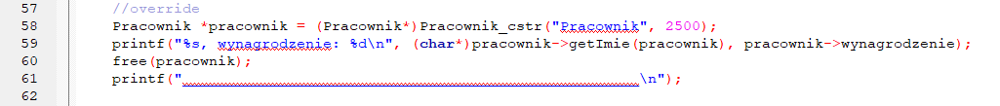 57 //override
58 Pracownik *pracownik = (Pracownik*)Pracownik_cstr("Pracownik", 2500);
59 printf("%s, wynagrodzenie: %d\n", (char*)pracownik->getImie(pracownik), pracownik->wynagrodzenie);
60 free(pracownik);
61 printf("____________________________________________________\n");
62